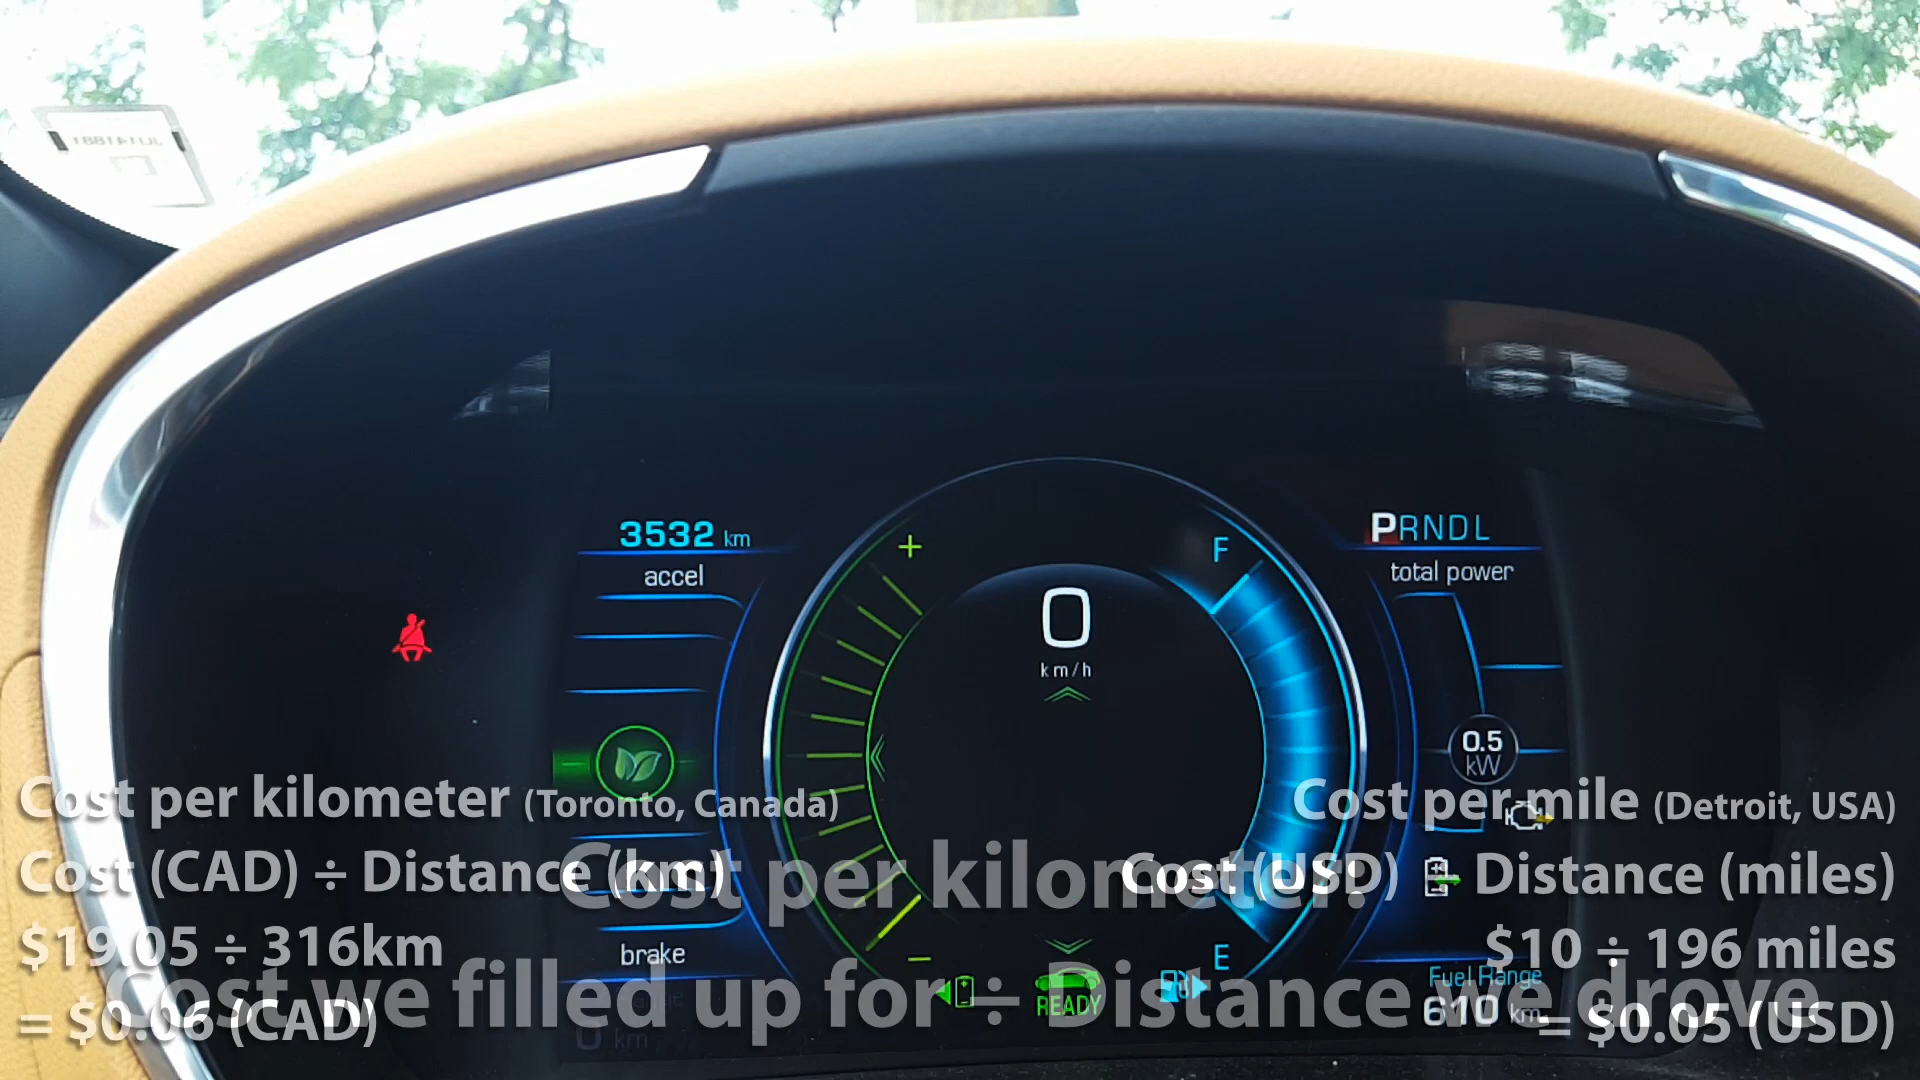 3532 km
PRNDL
accel
total power
+
F
0
km/h
0.5
kW
Cost per kilometer (Toronto, Canada)
Cost (CAD) ÷ Distance (km)
$19.05 ÷ 316km
= $0.06 (CAD)
Cost per mile (Detroit, USA)
Cost (USD) ÷ Distance (miles)
$10 ÷ 196 miles
= $0.05 (USD)
Cost per kilometer:
Cost we filled up for ÷ Distance we drove
brake
−
E
READY
Fuel Range
610 km
0 km